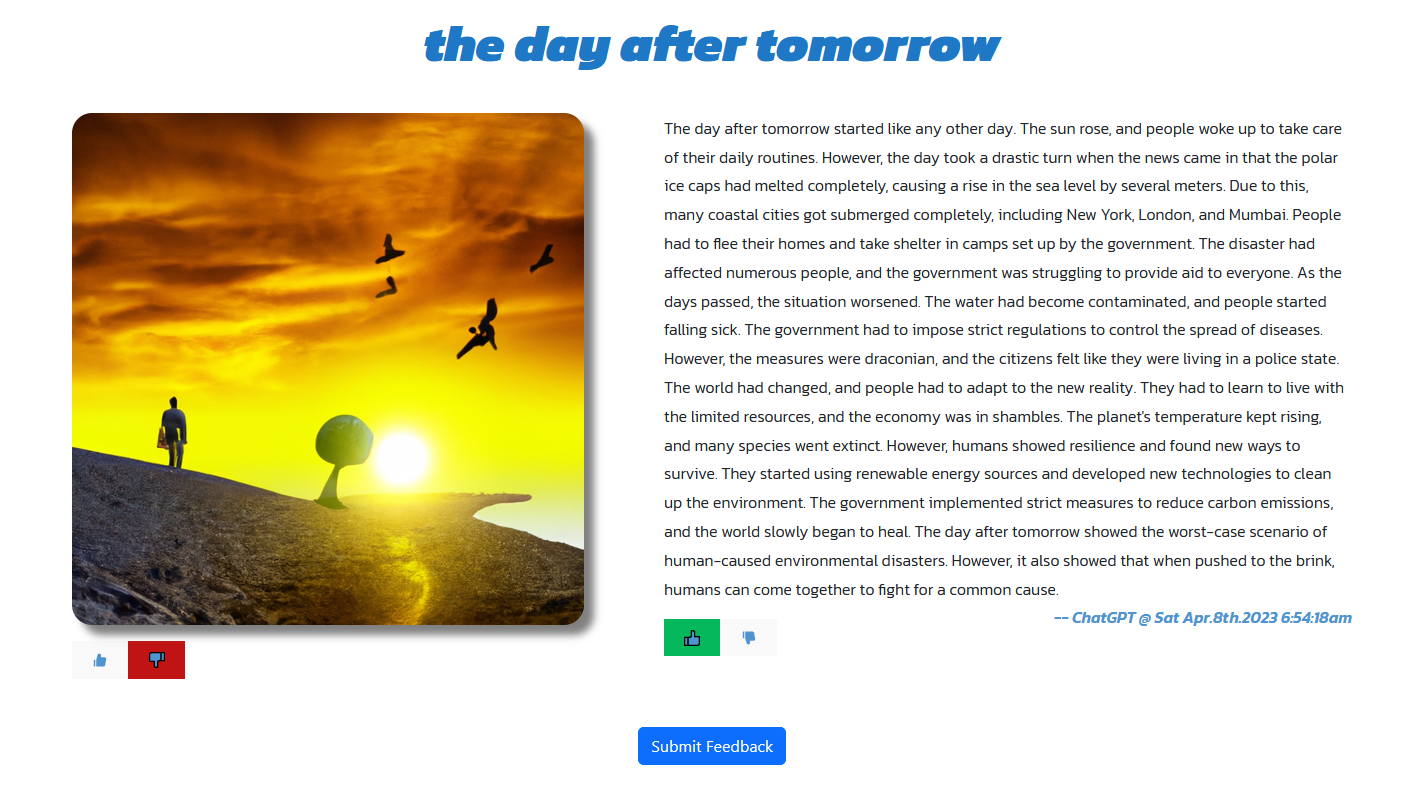 the day after tomorrow
The day after tomorrow started like any other day. The sun rose, and people woke up to take care
of their daily routines. However, the day took a drastic turn when the news came in that the polar
ice caps had melted completely, causing a rise in the sea level by several meters. Due to this,
many coastal cities got submerged completely, including New York, London, and Mumbai. People
had to flee their homes and take shelter in camps set up by the government. The disaster had
affected numerous people, and the government was struggling to provide aid to everyone. As the
days passed, the situation worsened. The water had become contaminated, and people started
falling sick. The government had to impose strict regulations to control the spread of diseases.
However, the measures were draconian, and the citizens felt like they were living in a police state.
The world had changed, and people had to adapt to the new reality. They had to learn to live with
the limited resources, and the economy was in shambles. The planet's temperature kept rising,
and many species went extinct. However, humans showed resilience and found new ways to
survive. They started using renewable energy sources and developed new technologies to clean
up the environment. The government implemented strict measures to reduce carbon emissions,
and the world slowly began to heal. The day after tomorrow showed the worst-case scenario of
human-caused environmental disasters. However, it also showed that when pushed to the brink,
humans can come together to fight for a common cause.
-- ChatGPT @ Sat Apr.8th.2023 6:54:18am
Submit Feedback